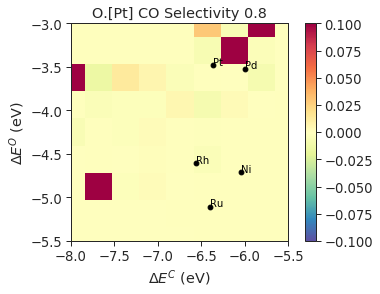 O.[Pt] CO Selectivity 0.8
−3.0
−3.5
−4.0
−4.5
−5.0
−5.5
ΔE^O (eV)
Pt
Pd
Rh
Ni
Ru
−8.0 −7.5 −7.0 −6.5 −6.0 −5.5
ΔE^C (eV)
0.100
0.075
0.050
0.025
0.000
−0.025
−0.050
−0.075
−0.100